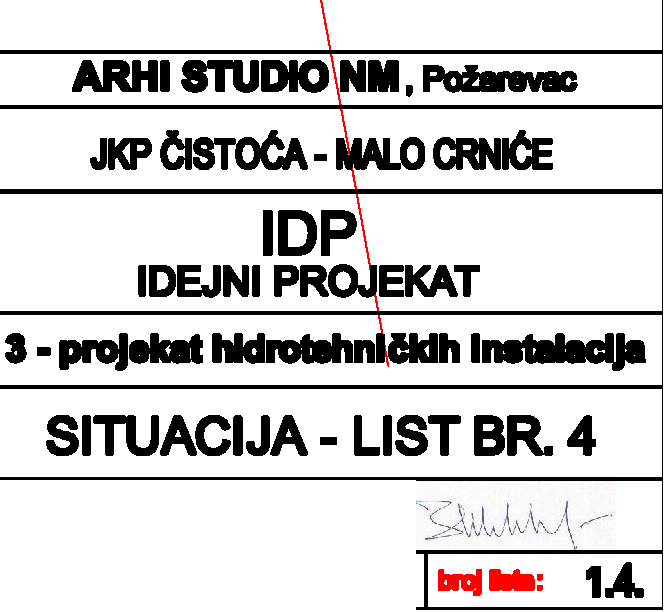 ARHI STUDIO NM, Požarevac
JKP ČISTOĆA - MALO CRNIĆE
IDP
IDEJNI PROJEKAT
3 - projekat hidrotehničkih instalacija
SITUACIJA - LIST BR. 4
broj lista: 1.4.